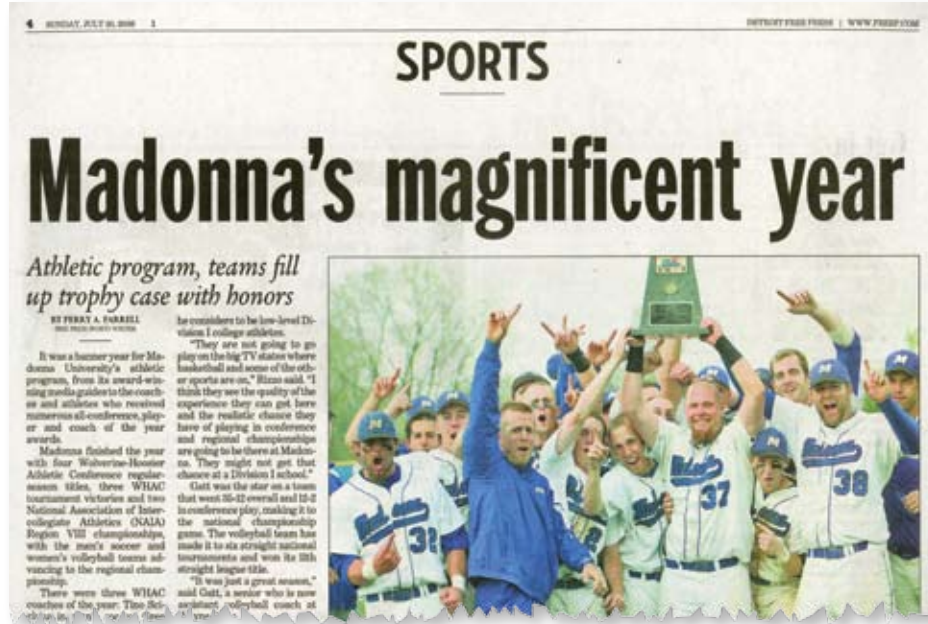 4 SUNDAY, JULY 20, 2008 1
DETROIT FREE PRESS | WWW.FREEP.COM
SPORTS
Madonna's magnificent year
Athletic program, teams fill
up trophy case with honors
BY PERRY A. FARRELL
FREE PRESS SPORTS WRITER
It was a banner year for Ma-
donna University's athletic
program, from its award-win-
ning media guides to the coach-
es and athletes who received
numerous all-conference, play-
er and coach of the year
awards.
Madonna finished the year
with four Wolverine-Hoosier
Athletic Conference regular-
season titles, three WHAC
tournament victories and two
National Association of Inter-
collegiate Athletics (NAIA)
Region VIII championships,
with the men's soccer and
women's volleyball teams ad-
vancing to the regional cham-
pionship.
There were three WHAC
coaches of the year: Tino Sci-
he considers to be low-level Di-
vision I college athletes.
"They are not going to go
play on the big TV states where
basketball and some of the oth-
er sports are on," Rizzo said. "I
think they see the quality of the
experience they can get here
and the realistic chance they
have of playing in conference
and regional championships
are going to be there at Madon-
na. They might not get that
chance at a Division I school."
Gatt was the star on a team
that went overall and
in conference play, making it to
the national championship
game. The volleyball team has
made it to six straight national
tournaments and won its
straight league title.
"It was just a great season,"
said Gatt, a senior who is now
assistant volleyball coach at
M
32
37
M
38
M